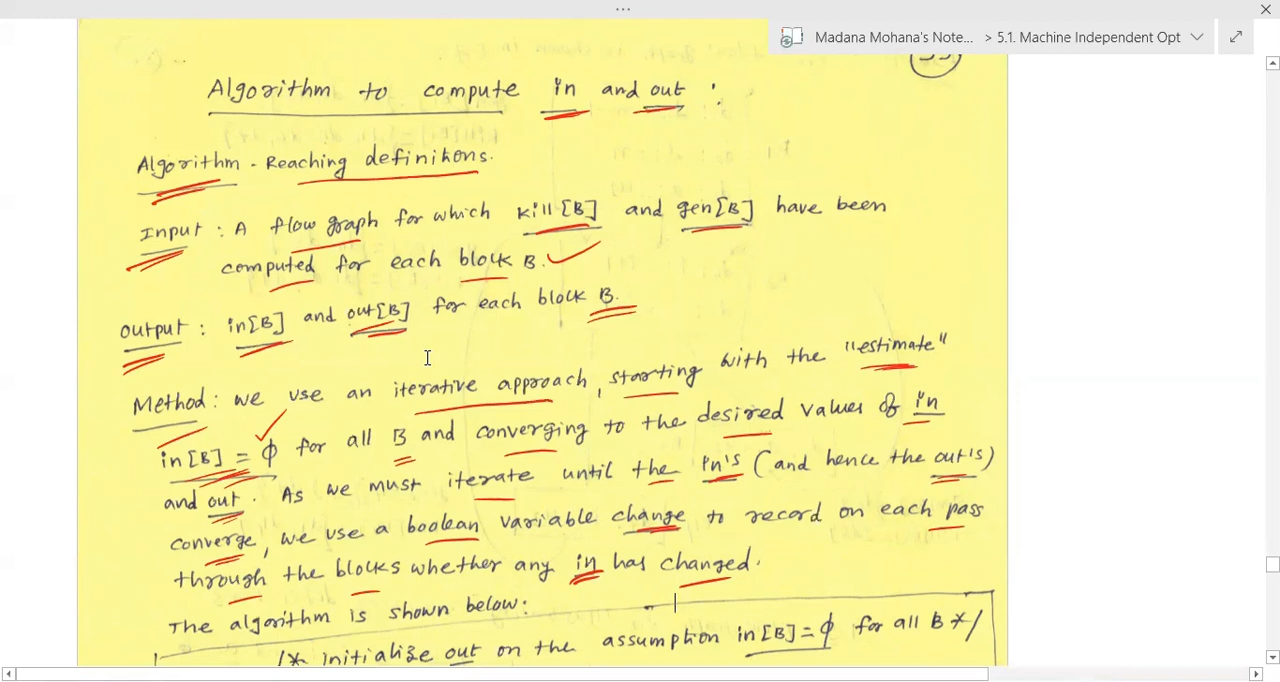 Madana Mohana's Note... > 5.1. Machine Independent Opt
Algorithm to compute in and out :
Algorithm - Reaching definitions.
Input : A flow graph for which kill[B] and gen[B] have been
computed for each block B.
Output : in[B] and out[B] for each block B.
Method : we use an iterative approach, starting with the "estimate"
in[B] = ϕ for all B and converging to the desired values of in
and out. As we must iterate until the in's (and hence the out's)
converge, we use a boolean variable change to record on each pass
through the blocks whether any in has changed.
The algorithm is shown below:
/* initialize out on the assumption in[B] = ϕ for all B */